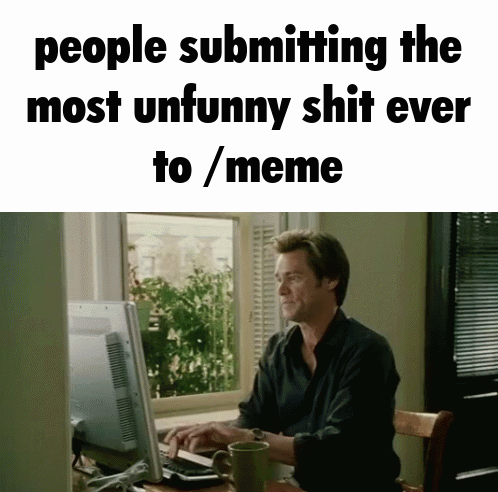 people submitting the
most unfunny shit ever
to /meme